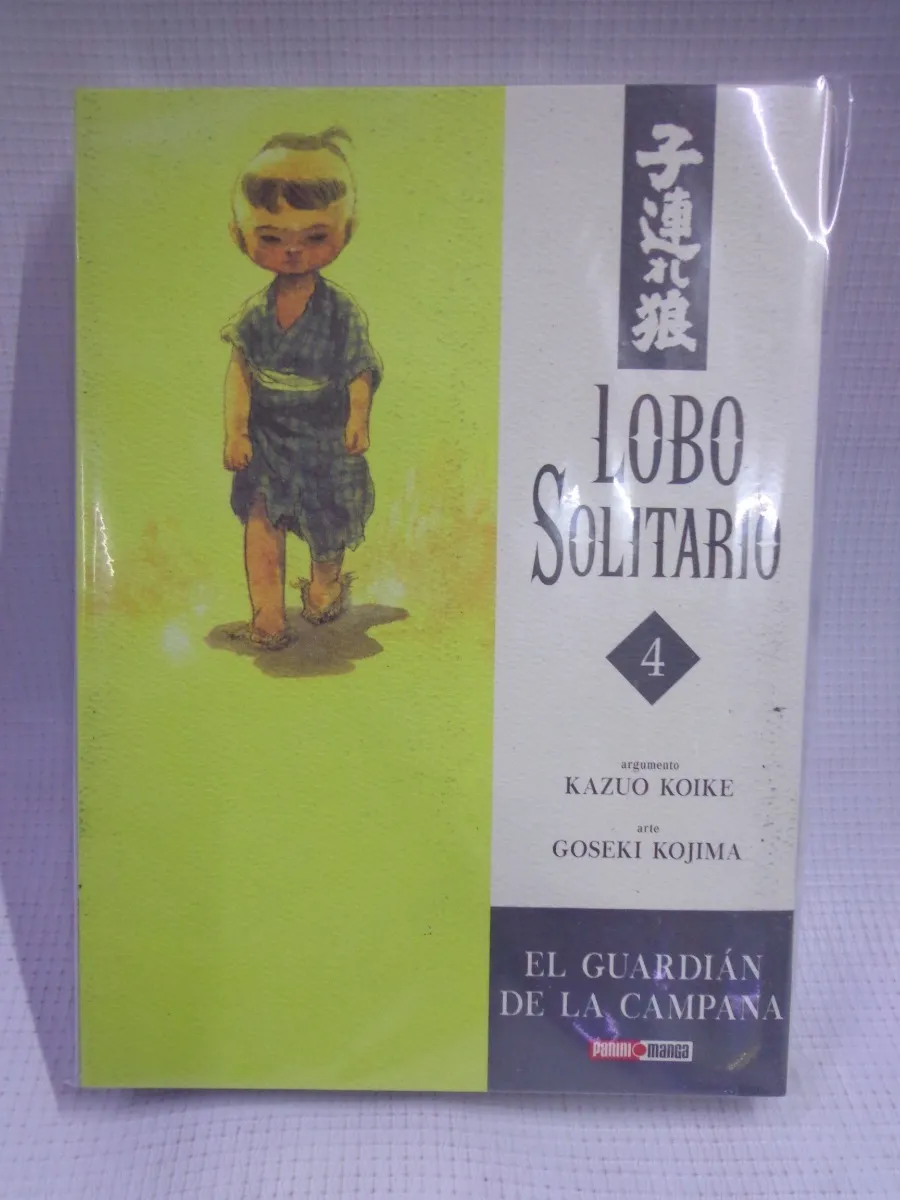 子連れ狼
LOBO
SOLITARIO
4
argumento
KAZUO KOIKE
arte
GOSEKI KOJIMA
EL GUARDIÁN
DE LA CAMPANA
PANINI MANGA